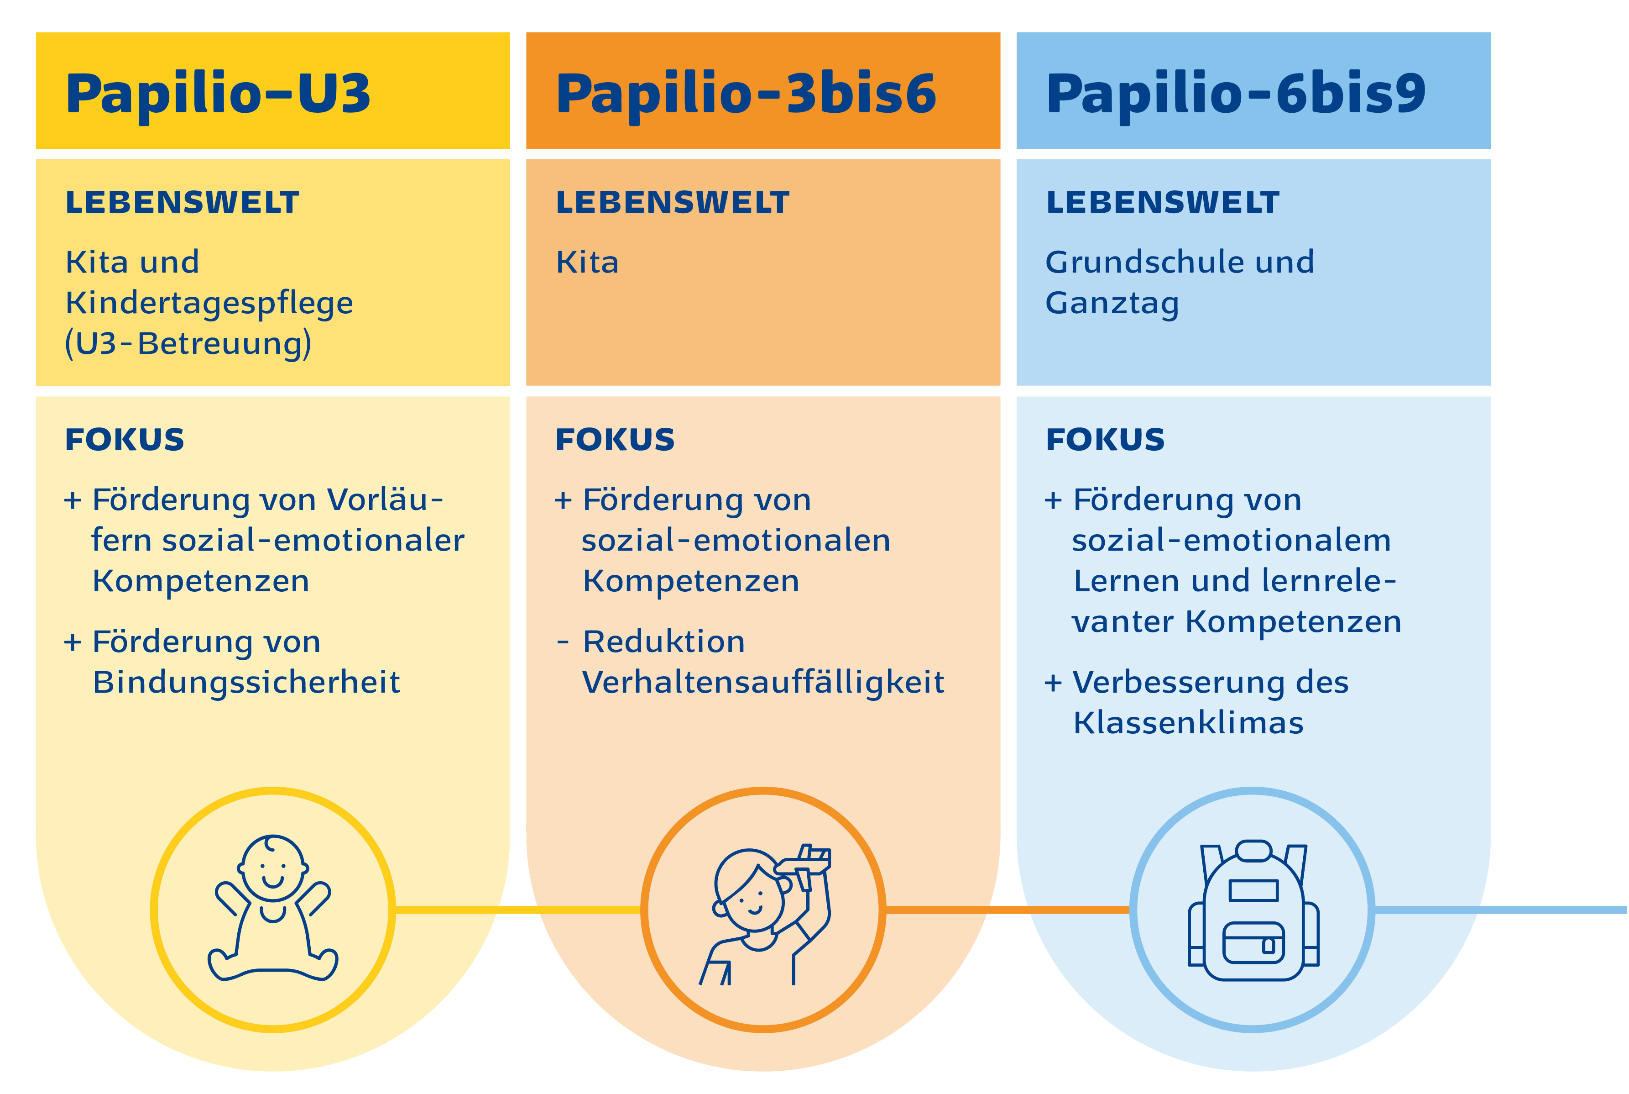 Papilio-U3
LEBENSWELT
Kita und
Kindertagespflege
(U3-Betreuung)
FOKUS
+ Förderung von Vorläu-
fern sozial-emotionaler
Kompetenzen
+ Förderung von
Bindungssicherheit
Papilio-3bis6
LEBENSWELT
Kita
FOKUS
+ Förderung von
sozial-emotionalen
Kompetenzen
- Reduktion
Verhaltensauffälligkeit
Papilio-6bis9
LEBENSWELT
Grundschule und
Ganztag
FOKUS
+ Förderung von
sozial-emotionalem
Lernen und lernrele-
vanter Kompetenzen
+ Verbesserung des
Klassenklimas